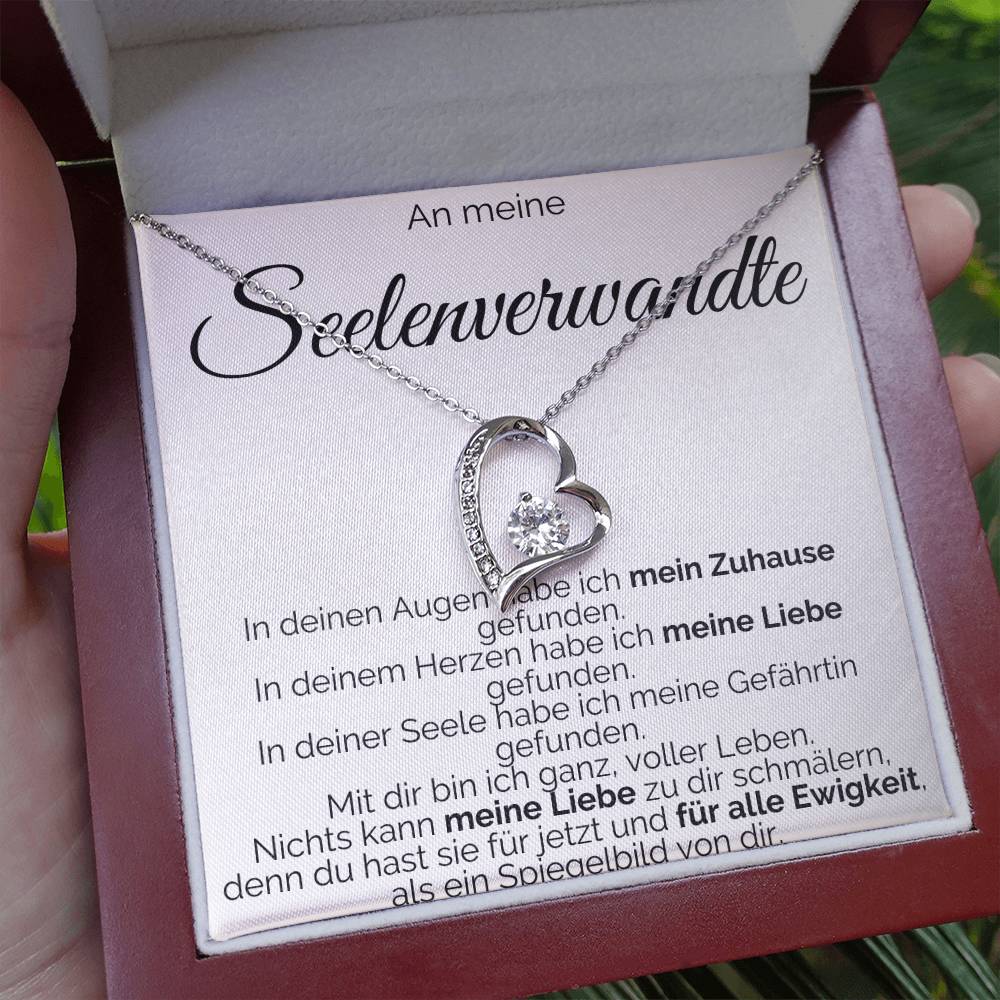 An meine
Seelenverwandte
In deinen Augen habe ich mein Zuhause
gefunden.
In deinem Herzen habe ich meine Liebe
gefunden.
In deiner Seele habe ich meine Gefährtin
gefunden.
Mit dir bin ich ganz, voller Leben.
Nichts kann meine Liebe zu dir schmälern,
denn du hast sie für jetzt und für alle Ewigkeit,
als ein Spiegelbild von dir.